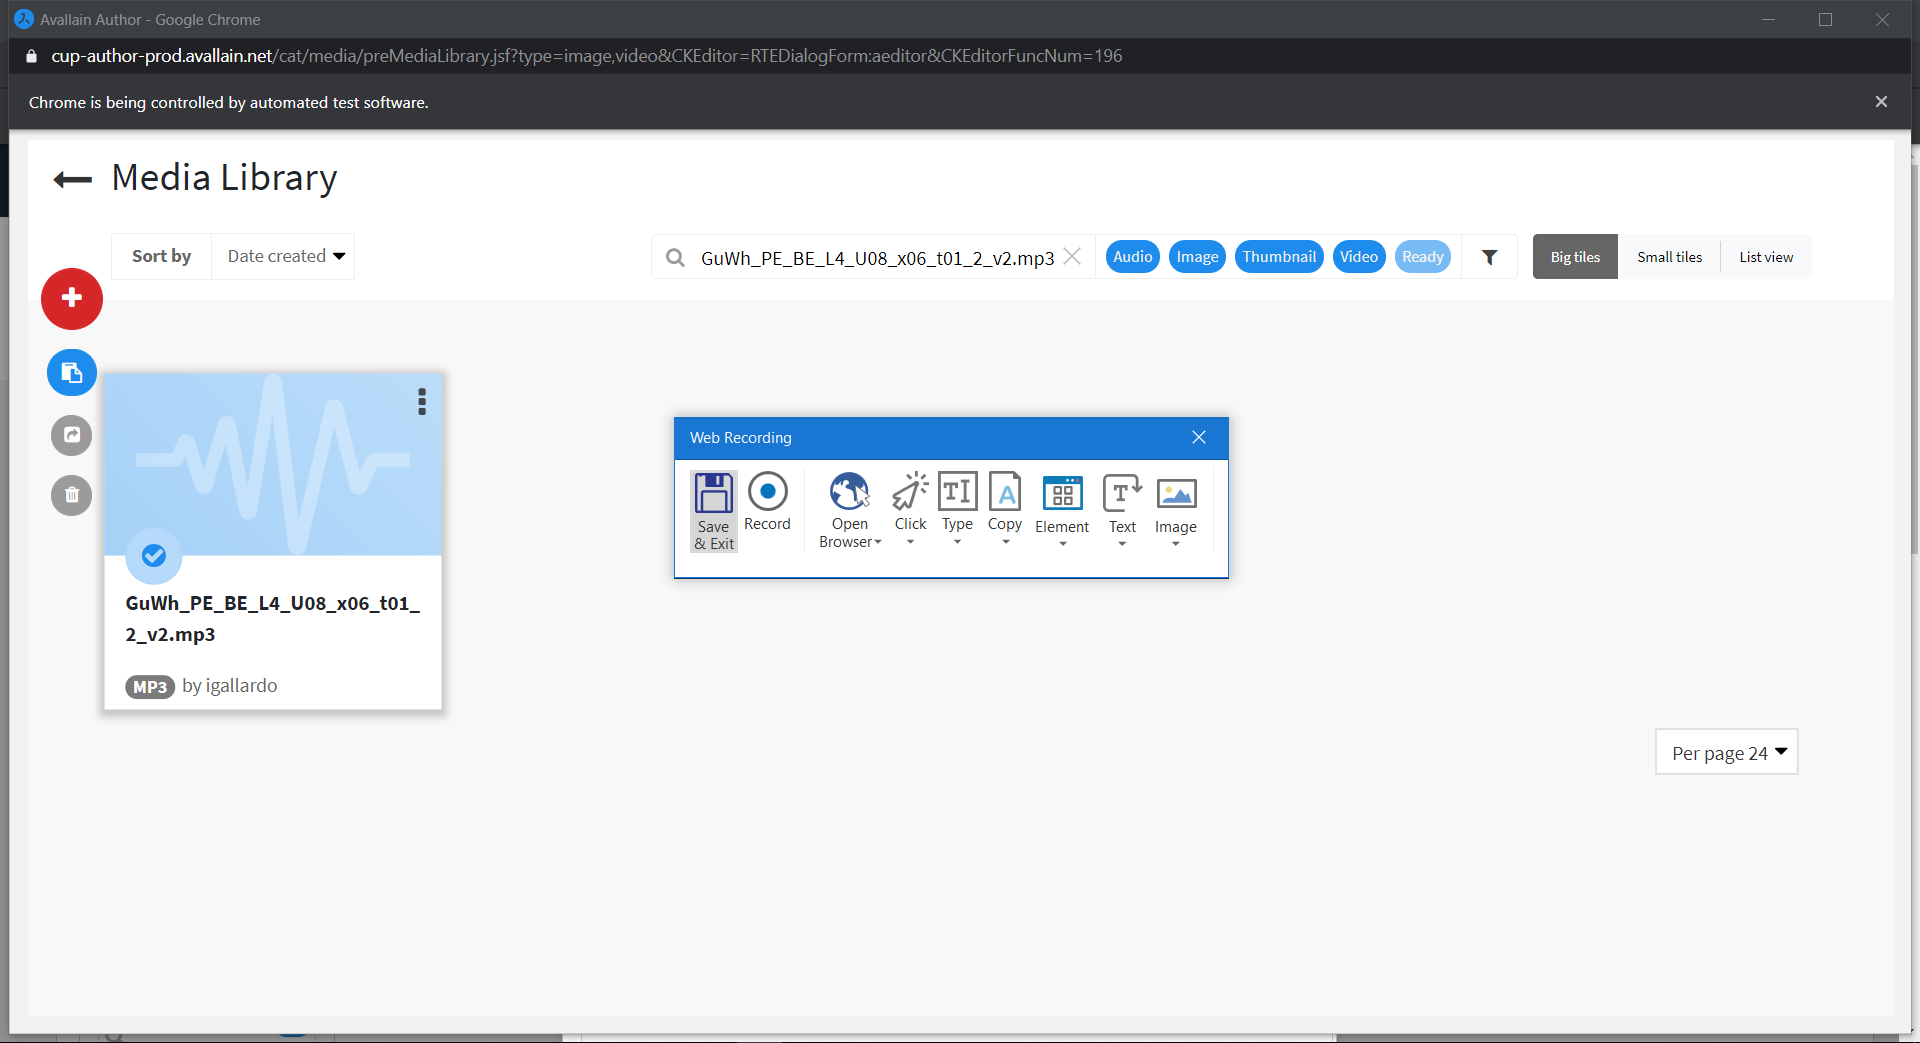 Avallain Author - Google Chrome
cup-author-prod.avallain.net/cat/media/preMediaLibrary.jsf?type=image,video&CKEditor=RTEDialogForm:aeditor&CKEditorFuncNum=196
Chrome is being controlled by automated test software.
Media Library
Sort by Date created
GuWh_PE_BE_L4_U08_x06_t01_2_v2.mp3 Audio Image Thumbnail Video Ready Big tiles Small tiles List view
Web Recording
Save & Exit
Record
Open Browser
Click
Type
Copy
Element
Text
Image
GuWh_PE_BE_L4_U08_x06_t01_
2_v2.mp3
MP3 by igallardo
Per page 24